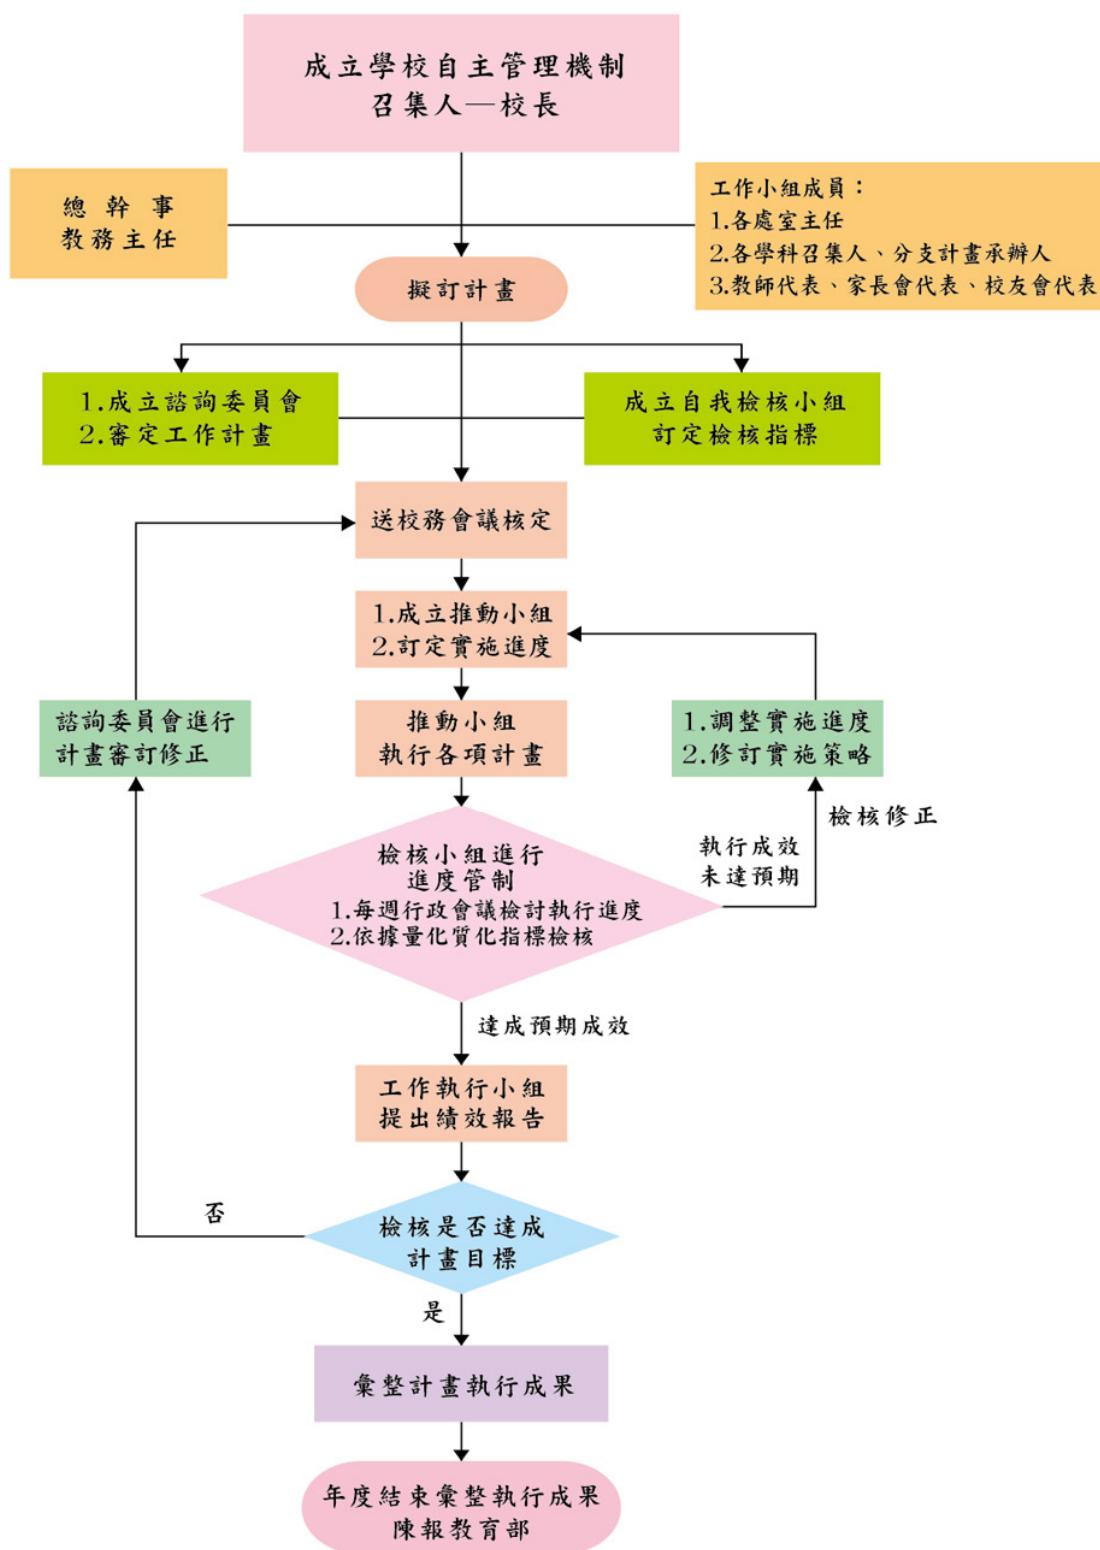 成立學校自主管理機制
召集人—校長
總幹事
教務主任
工作小組成員：
1.各處室主任
2.各學科召集人、分支計畫承辦人
3.教師代表、家長會代表、校友會代表
擬訂計畫
1.成立諮詢委員會
2.審定工作計畫
成立自我檢核小組
訂定檢核指標
送校務會議核定
1.成立推動小組
2.訂定實施進度
諮詢委員會進行
計畫審訂修正
推動小組
執行各項計畫
1.調整實施進度
2.修訂實施策略
檢核修正
執行成效
未達預期
檢核小組進行
進度管制
1.每週行政會議檢討執行進度
2.依據量化質化指標檢核
達成預期成效
工作執行小組
提出績效報告
否
檢核是否達成
計畫目標
是
彙整計畫執行成果
年度結束彙整執行成果
陳報教育部